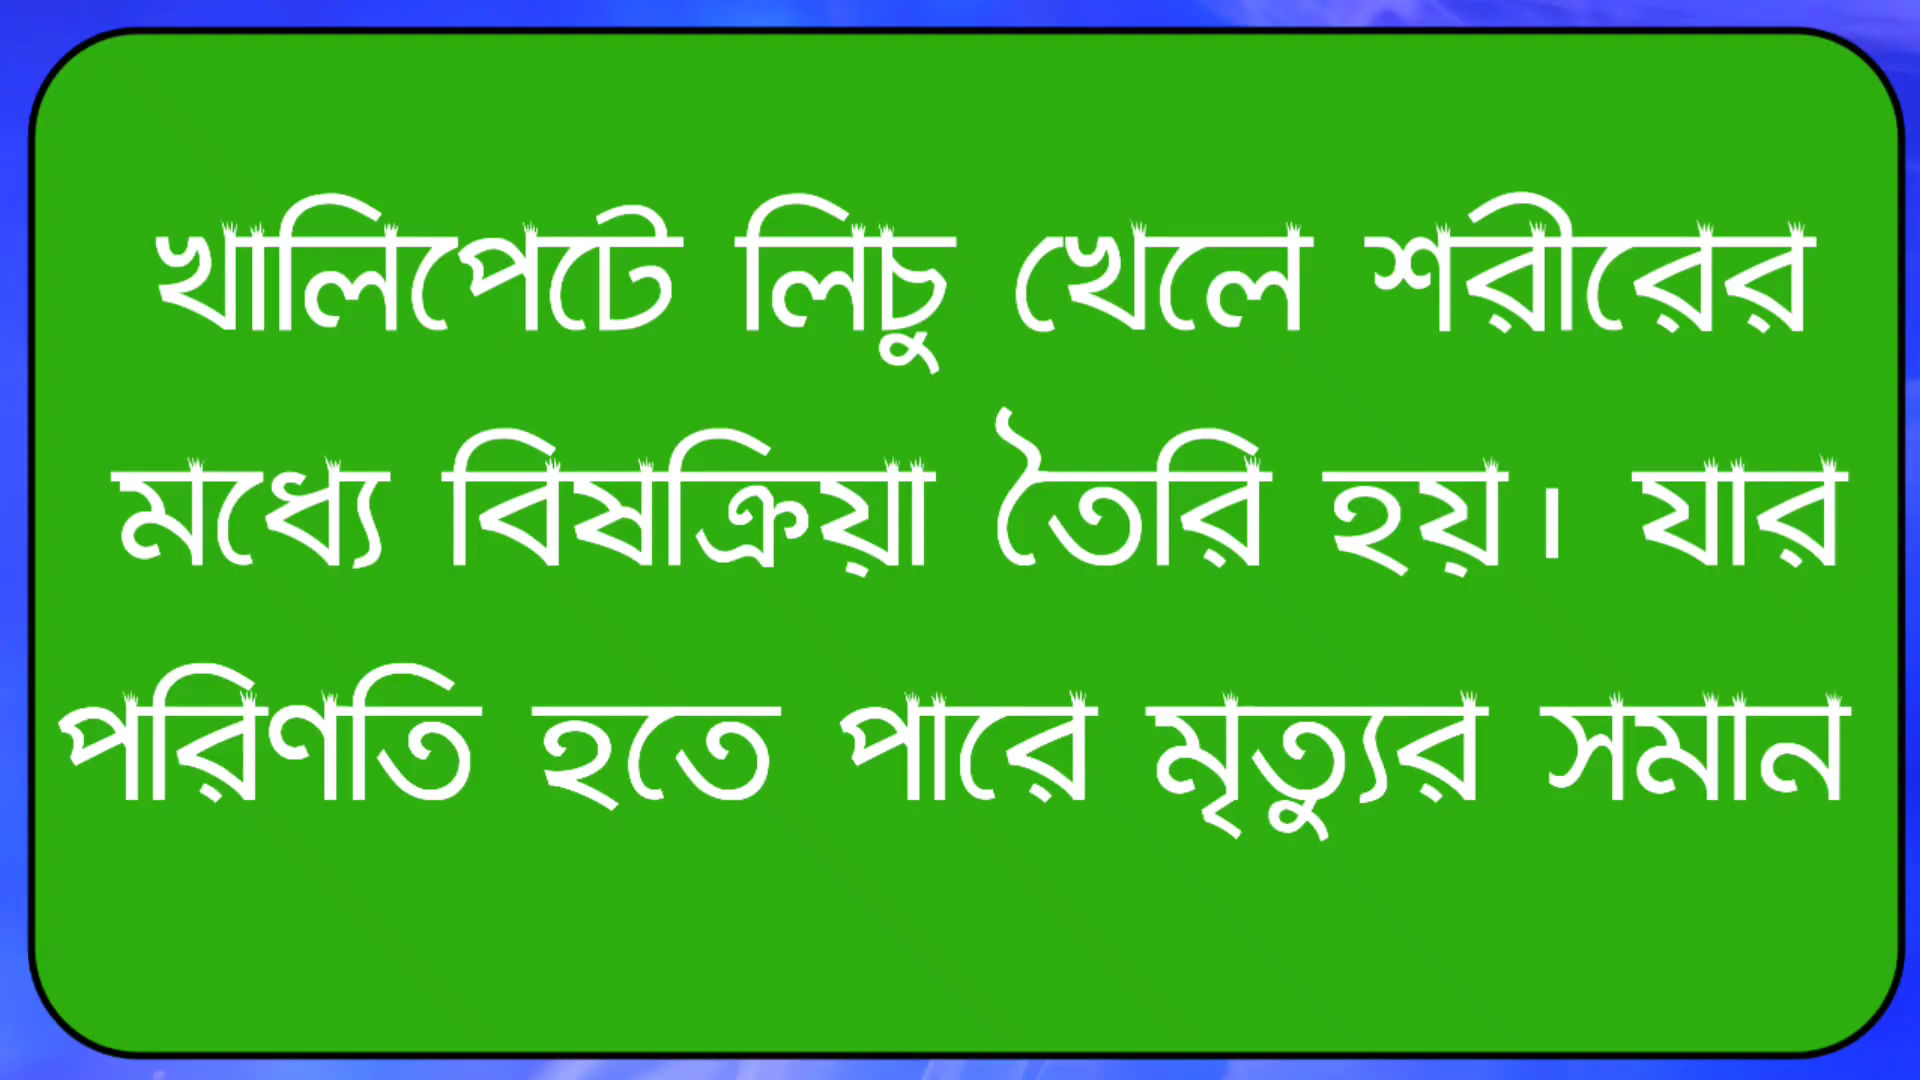 খালিপেটে লিচু খেলে শরীরের
মধ্যে বিষক্রিয়া তৈরি হয়। যার
পরিণতি হতে পারে মৃত্যুর সমান